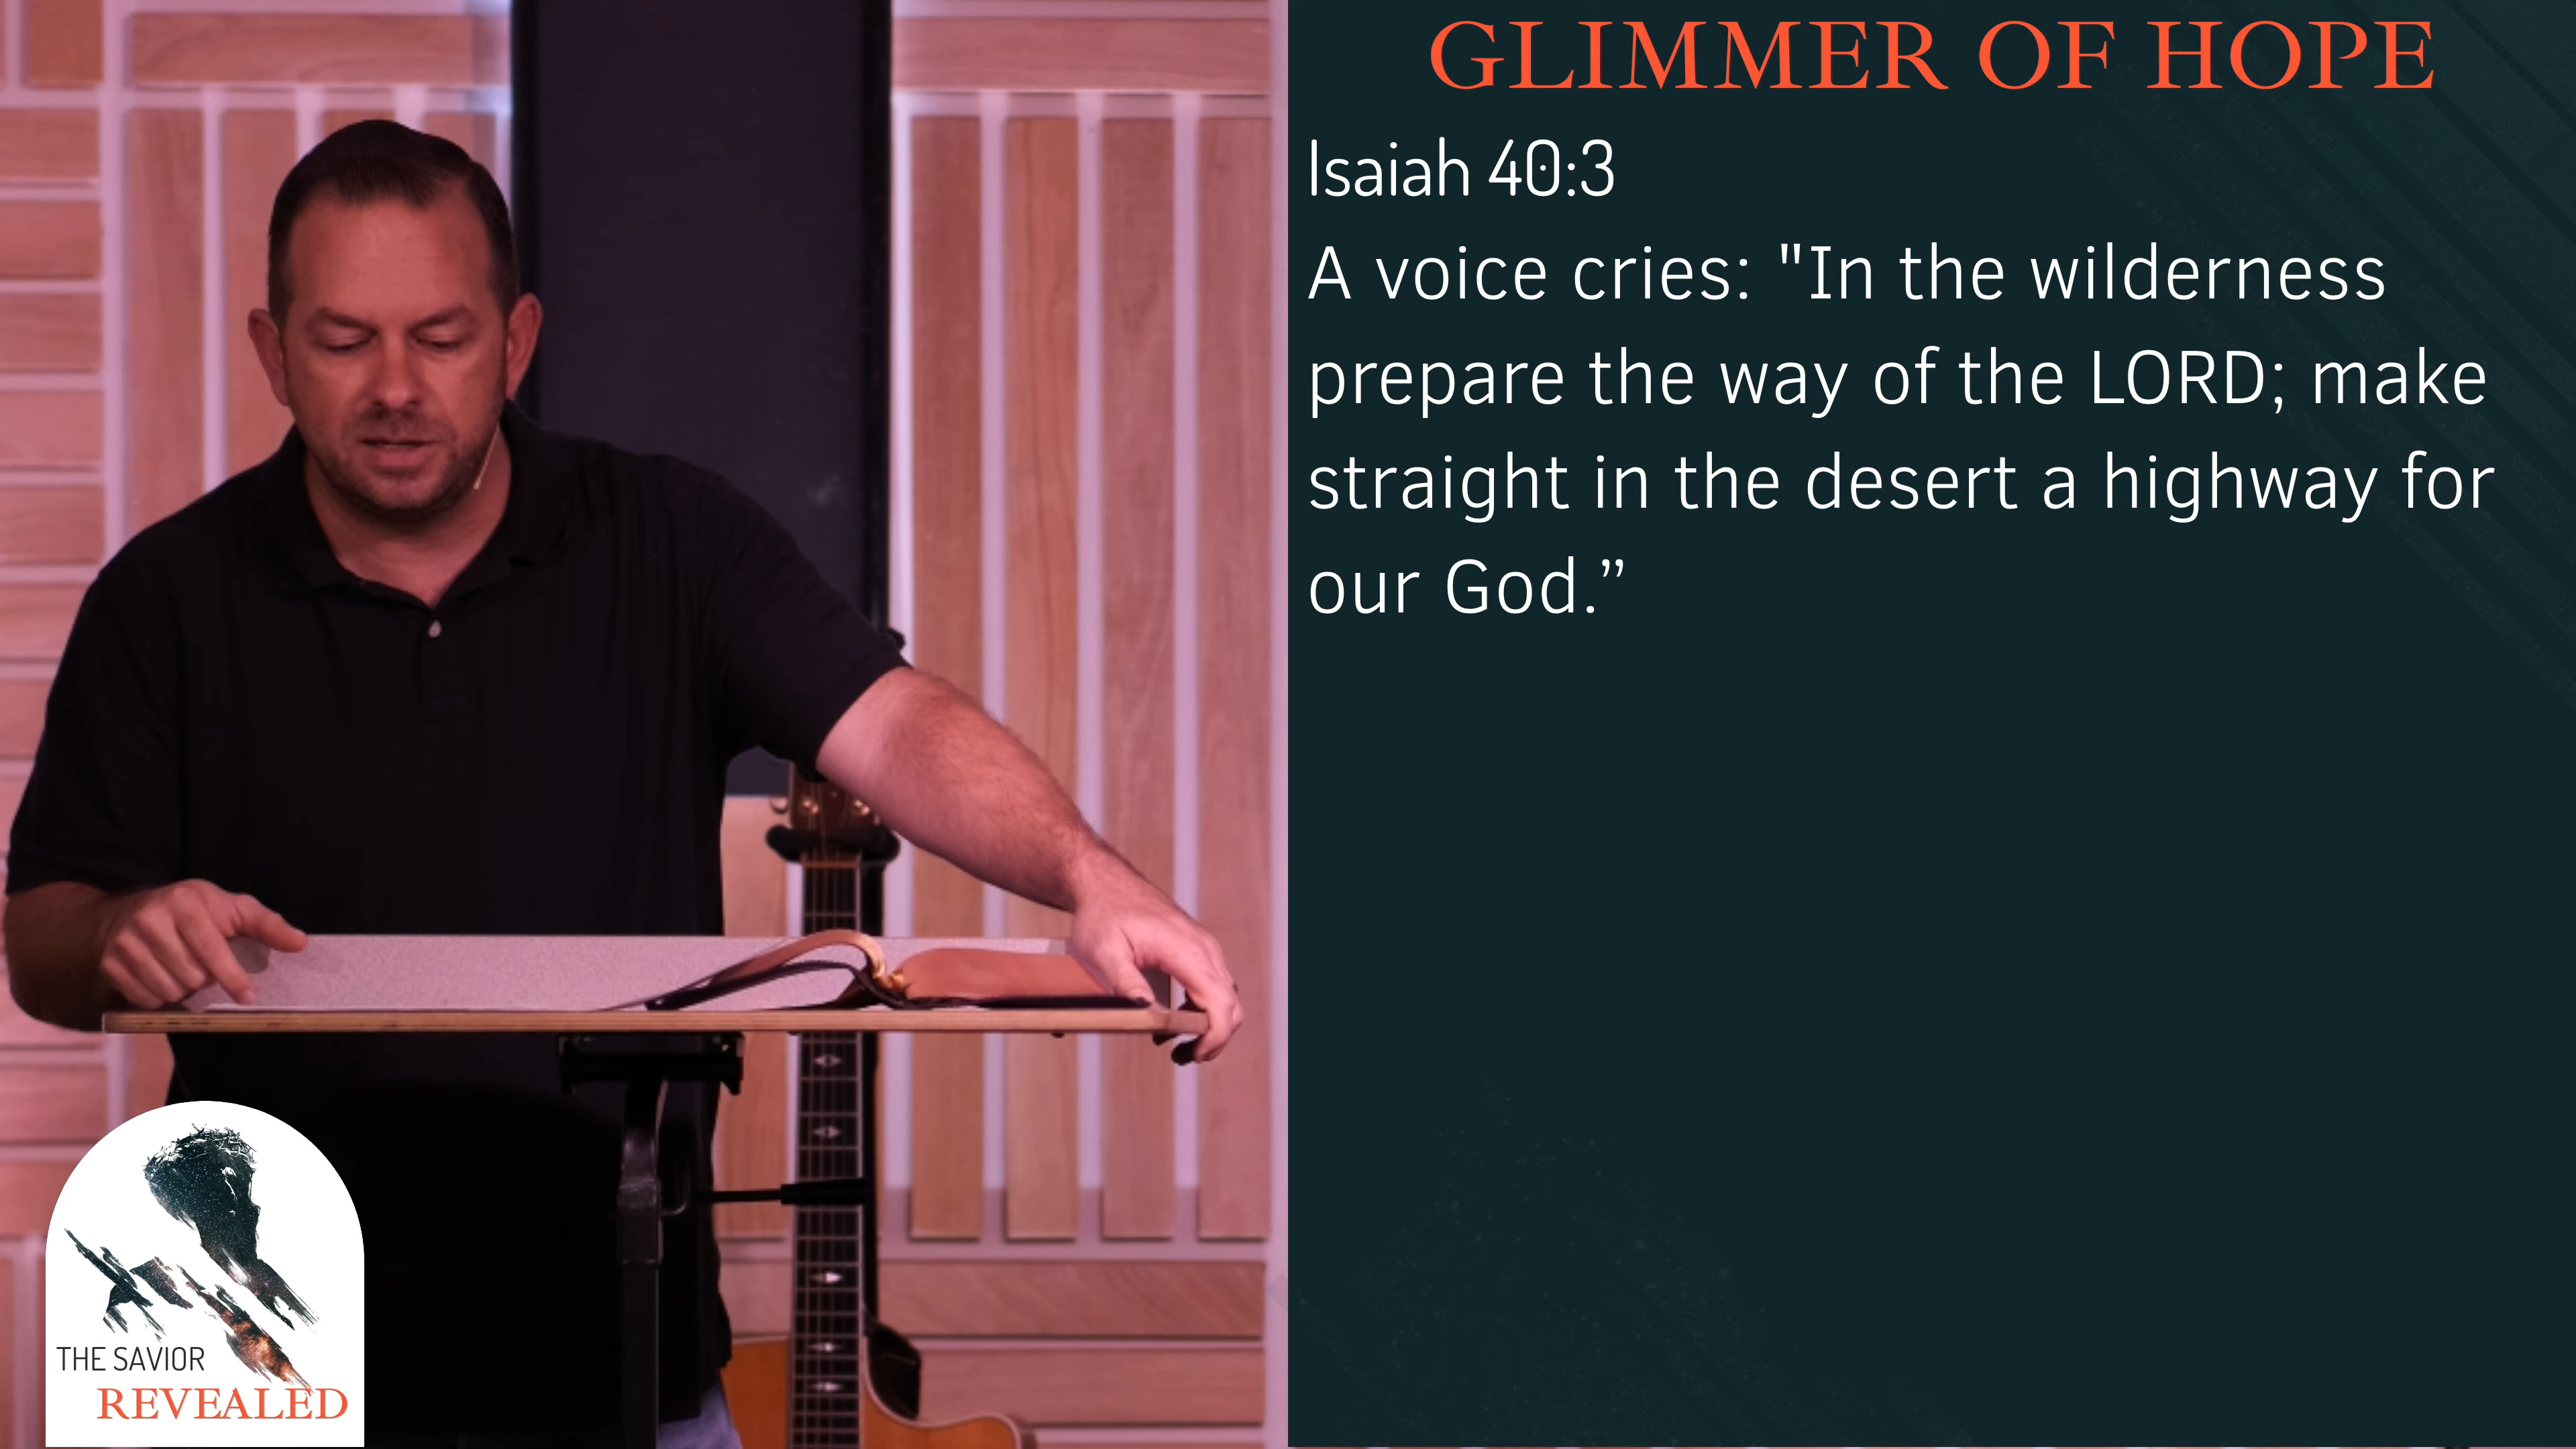 GLIMMER OF HOPE
Isaiah 40:3
A voice cries: "In the wilderness
prepare the way of the LORD; make
straight in the desert a highway for
our God.”
THE SAVIOR
REVEALED